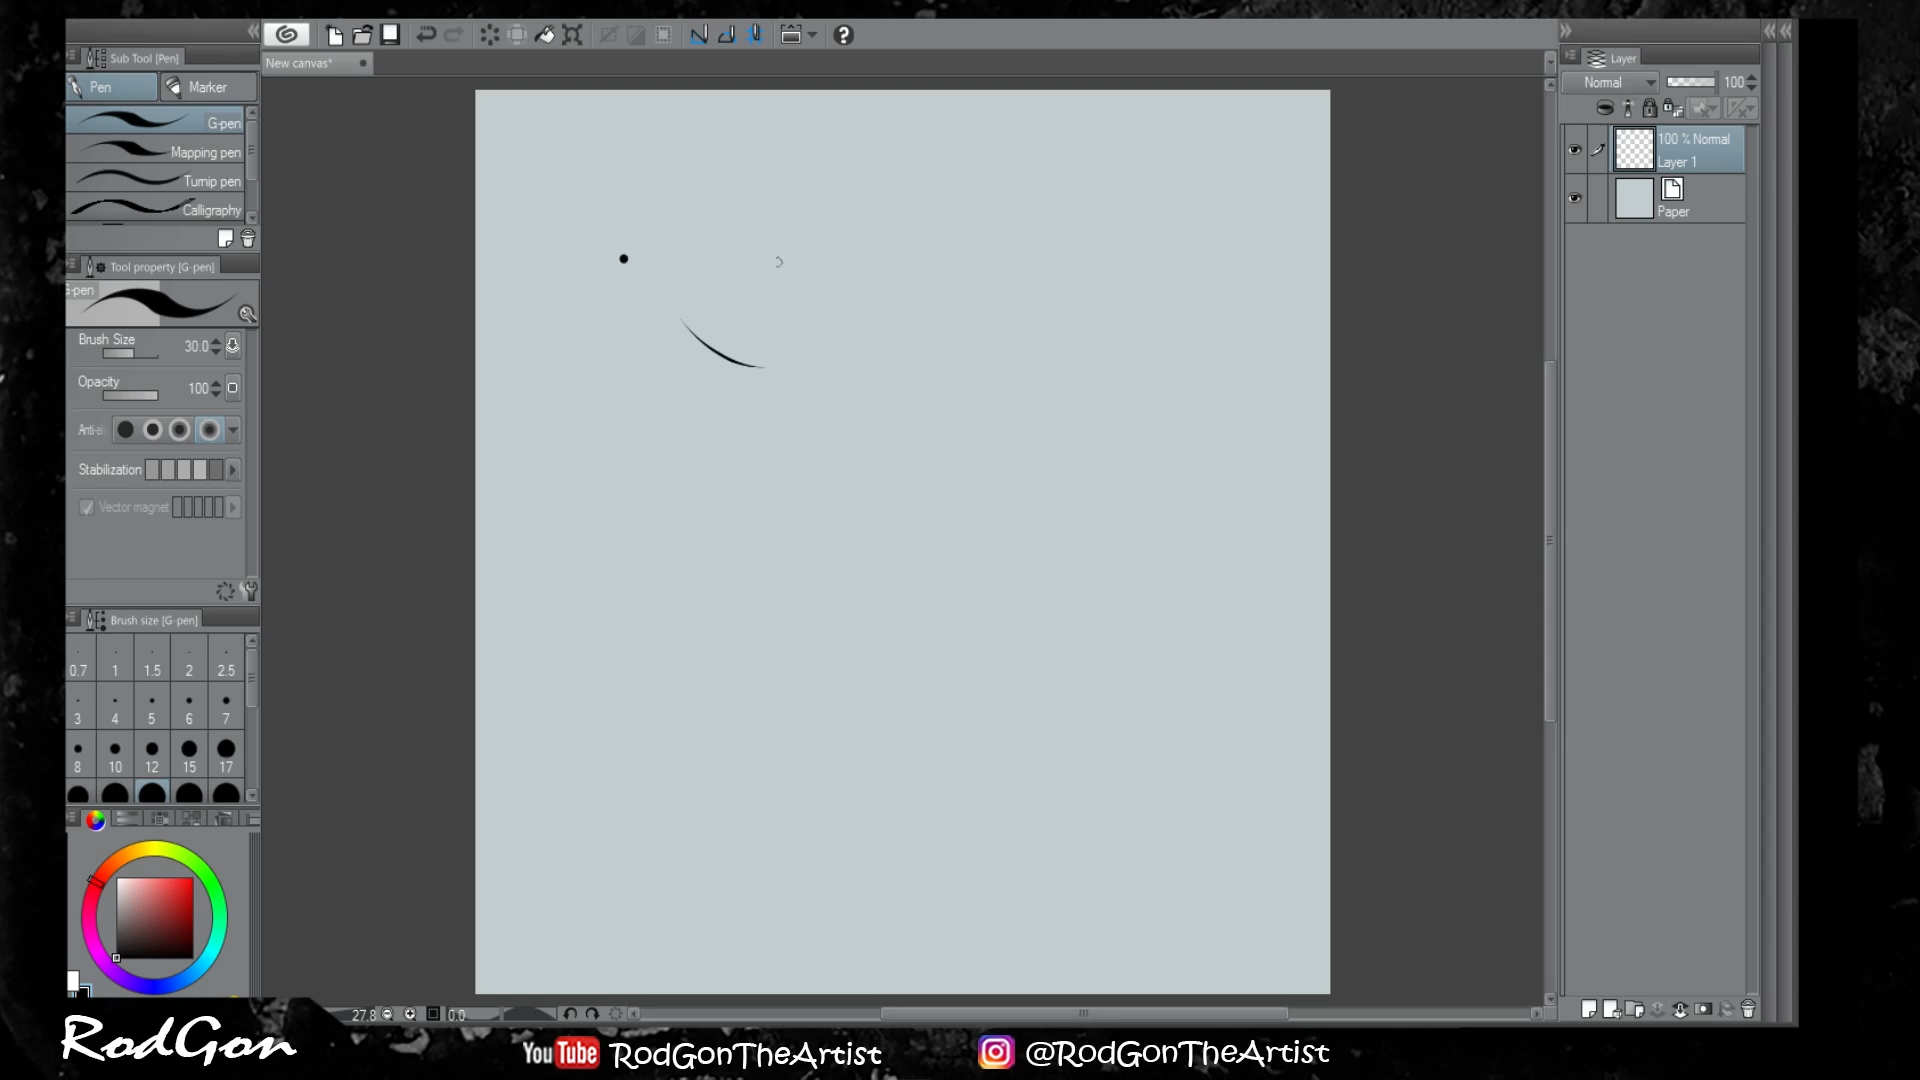 Sub Tool [Pen]
Pen
Marker
G-pen
Mapping pen
Turnip pen
Calligraphy
Tool property [G-pen]
G-pen
Brush Size
30.0
Opacity
100
Anti-a
Stabilization
Vector magnet
Brush size [G-pen]
0.7 1 1.5 2 2.5
3 4 5 6 7
8 10 12 15 17
New canvas*
27.8
0.0
Layer
Normal
100
100 % Normal
Layer 1
Paper
RodGon
YouTube RodGonTheArtist
@RodGonTheArtist